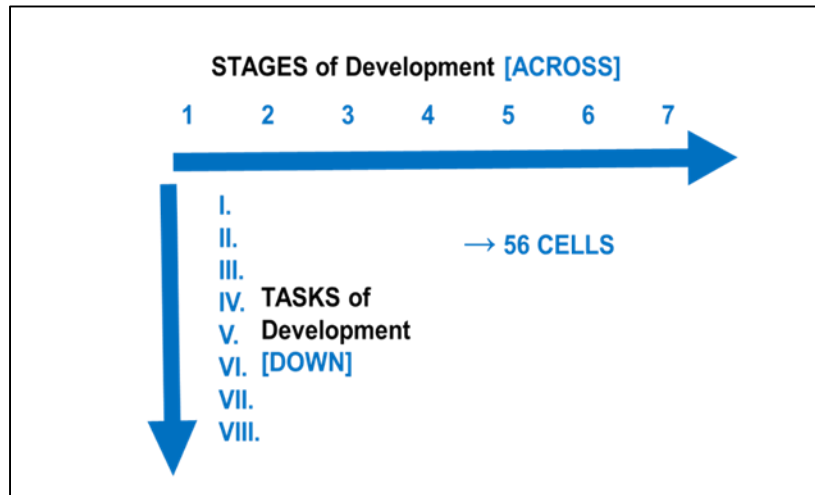 STAGES of Development [ACROSS]
1 2 3 4 5 6 7
I.
II.
→ 56 CELLS
III.
IV. TASKS of
V. Development
VI. [DOWN]
VII.
VIII.